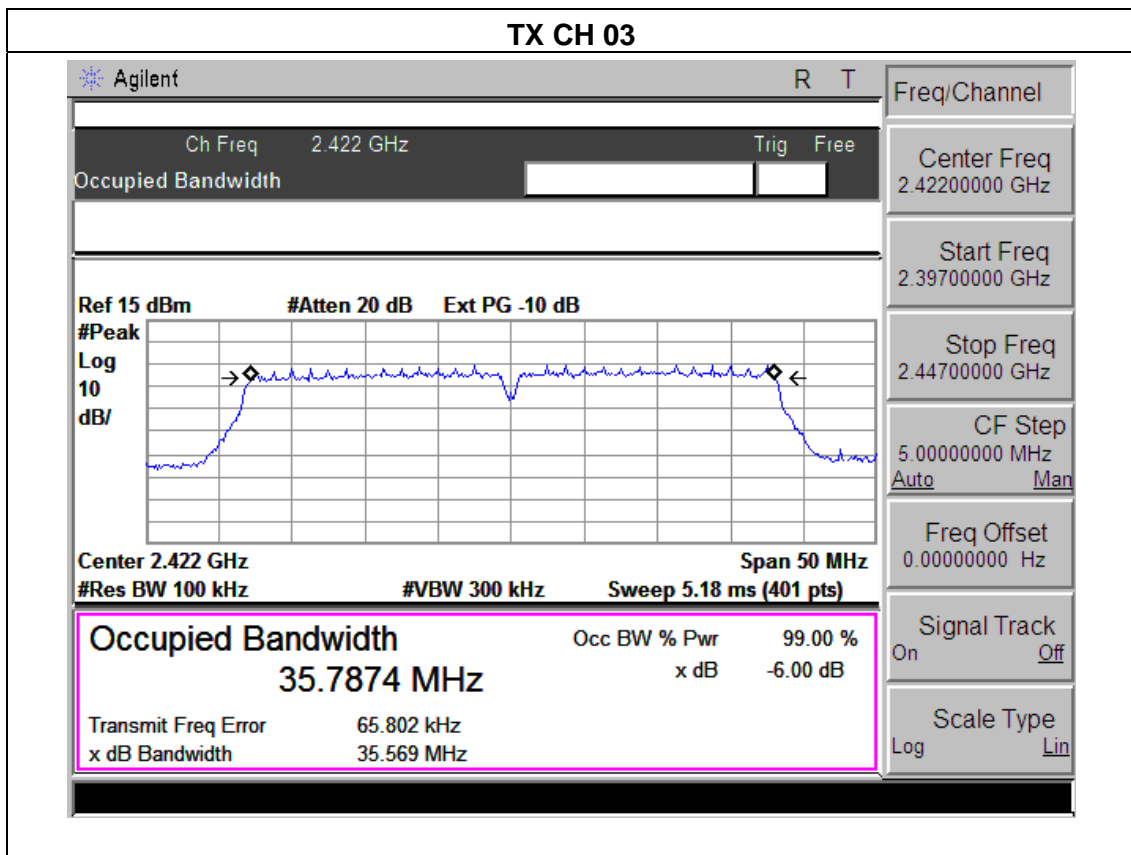 TX CH 03
Agilent R T
Ch Freq 2.422 GHz Trig Free
Occupied Bandwidth
Ref 15 dBm #Atten 20 dB Ext PG -10 dB
#Peak
Log
10
dB/
Center 2.422 GHz Span 50 MHz
#Res BW 100 kHz #VBW 300 kHz Sweep 5.18 ms (401 pts)
Occupied Bandwidth Occ BW % Pwr 99.00 %
35.7874 MHz x dB -6.00 dB
Transmit Freq Error 65.802 kHz
x dB Bandwidth 35.569 MHz
Freq/Channel
Center Freq
2.42200000 GHz
Start Freq
2.39700000 GHz
Stop Freq
2.44700000 GHz
CF Step
5.00000000 MHz
Auto Man
Freq Offset
0.00000000 Hz
Signal Track
On Off
Scale Type
Log Lin